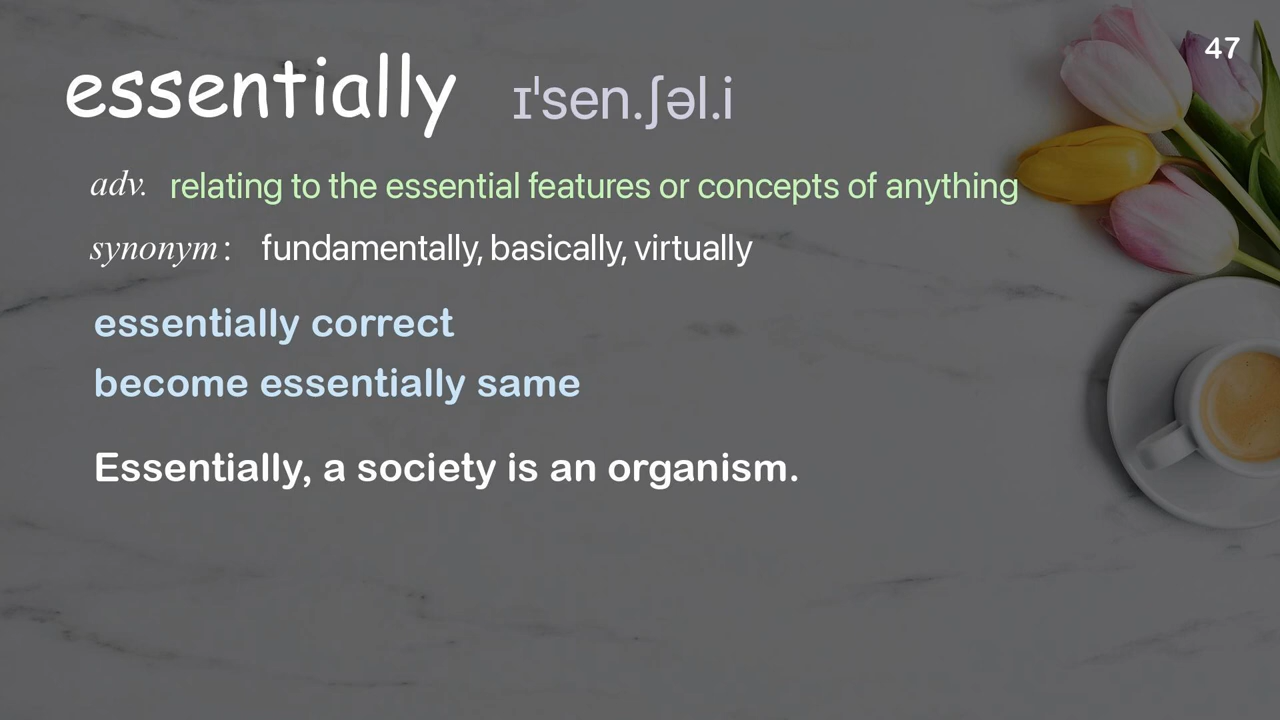 47
essentially ɪˈsen.ʃəl.i
adv. relating to the essential features or concepts of anything
synonym : fundamentally, basically, virtually
essentially correct
become essentially same
Essentially, a society is an organism.